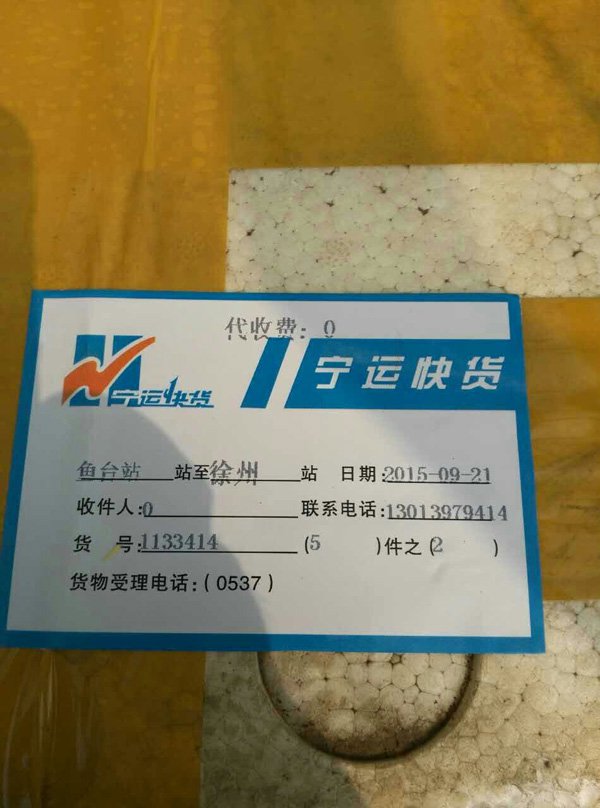 代收费：0
宁运快货
宁运快货
鱼台站 站至徐州 站 日期:2015-09-21
收件人:0 联系电话:13013979414
货 号:1133414 (5 )件之(2 )
货物受理电话:(0537)